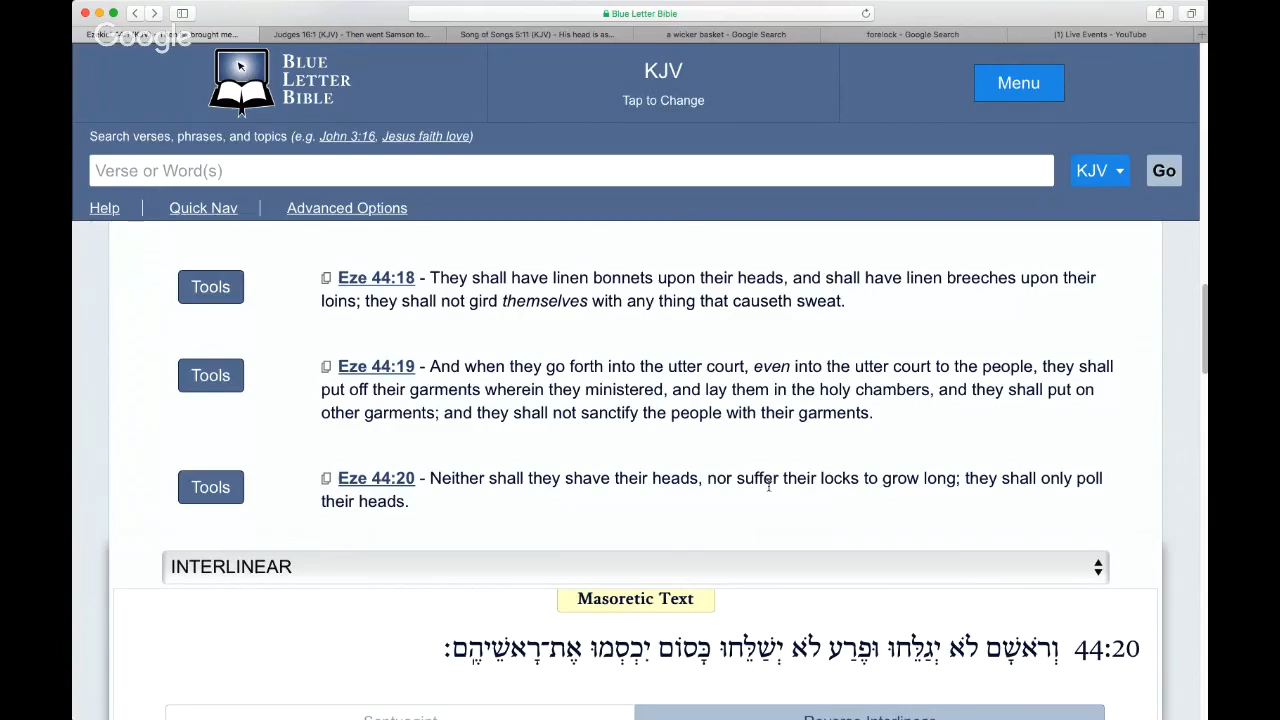 Blue Letter Bible
brought me...
Judges 16:1 (KJV) - Then went Samson to...
Song of Songs 5:11 (KJV) - His head is as...
a wicker basket - Google Search
forelock - Google Search
(1) Live Events - YouTube
Google
BLUE
LETTER
BIBLE
KJV
Tap to Change
Menu
Search verses, phrases, and topics (e.g. John 3:16, Jesus faith love)
Verse or Word(s)
KJV
Go
Help
Quick Nav
Advanced Options
Tools
Eze 44:18 - They shall have linen bonnets upon their heads, and shall have linen breeches upon their
loins; they shall not gird themselves with any thing that causeth sweat.
Tools
Eze 44:19 - And when they go forth into the utter court, even into the utter court to the people, they shall
put off their garments wherein they ministered, and lay them in the holy chambers, and they shall put on
other garments; and they shall not sanctify the people with their garments.
Tools
Eze 44:20 - Neither shall they shave their heads, nor suffer their locks to grow long; they shall only poll
their heads.
INTERLINEAR
Masoretic Text
44:20 וְרֹאשָׁם לֹא יְגַלֵּחוּ וּפֶרַע לֹא יְשַׁלֵּחוּ כָּסוֹם יִכְסְמוּ אֶת־רָאשֵׁיהֶֽם׃